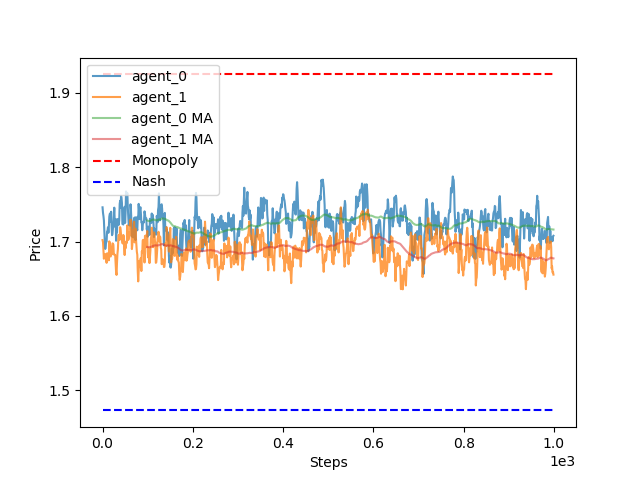 agent_0
agent_1
agent_0 MA
agent_1 MA
Monopoly
Nash
Price
1.9
1.8
1.7
1.6
1.5
0.0 0.2 0.4 0.6 0.8 1.0
Steps
1e3